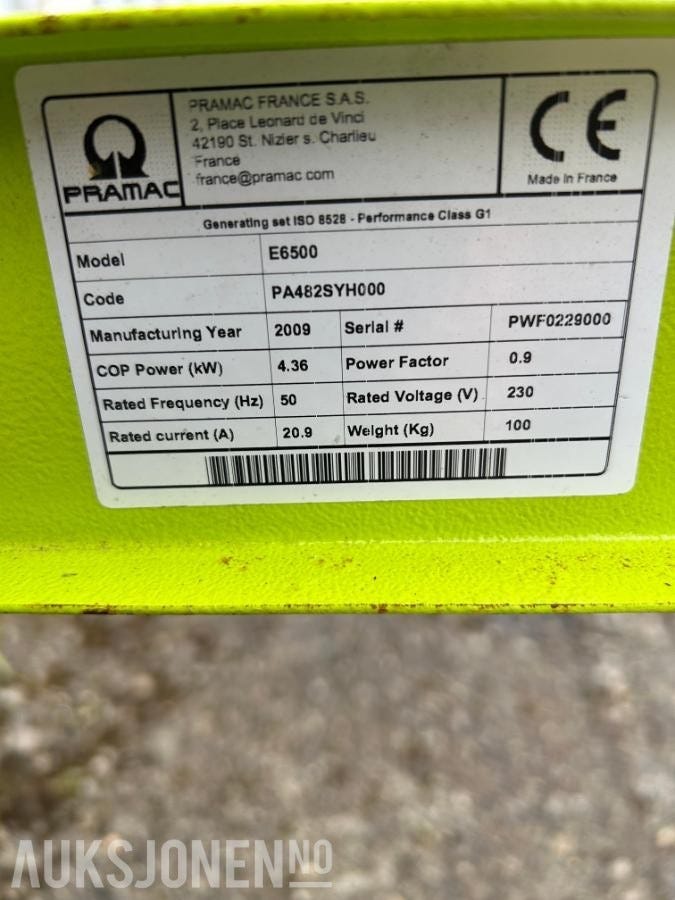 PRAMAC
PRAMAC FRANCE S.A.S.
2, Place Leonard de Vinci
42190 St. Nizier s. Charlieu
France
france@pramac.com
CE
Made in France
Generating set ISO 8528 - Performance Class G1
Model E6500
Code PA482SYH000
Manufacturing Year 2009 Serial # PWF0229000
COP Power (kW) 4.36 Power Factor 0.9
Rated Frequency (Hz) 50 Rated Voltage (V) 230
Rated current (A) 20.9 Weight (Kg) 100
AUKSJONEN NO